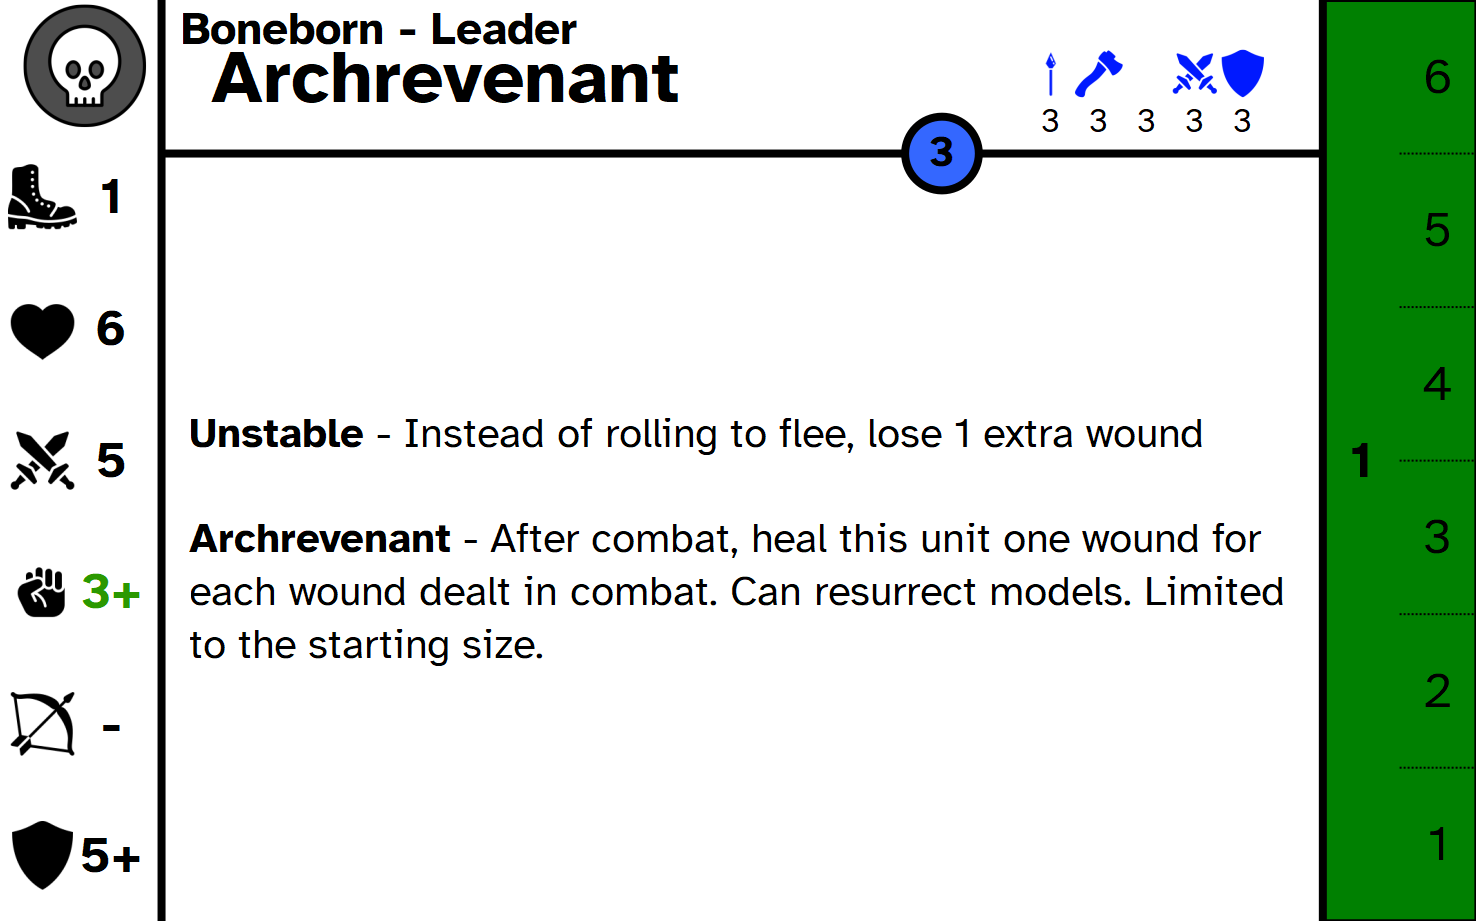 Boneborn - Leader
Archrevenant
3 3 3 3 3
3
1
6
5
3+
-
5+
Unstable - Instead of rolling to flee, lose 1 extra wound
Archrevenant - After combat, heal this unit one wound for
each wound dealt in combat. Can resurrect models. Limited
to the starting size.
1
6
5
4
3
2
1